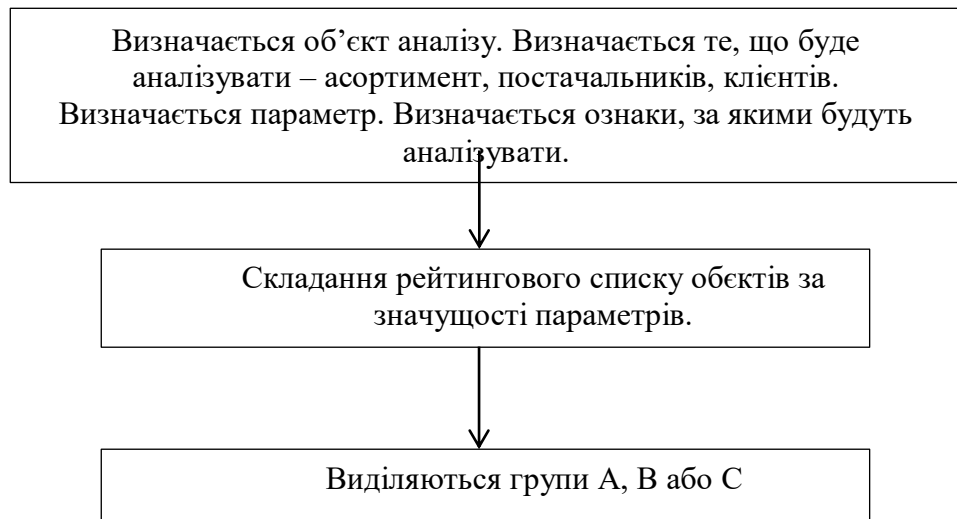 Визначається об’єкт аналізу. Визначається те, що буде
аналізувати – асортимент, постачальників, клієнтів.
Визначається параметр. Визначається ознаки, за якими будуть
аналізувати.
Складання рейтингового списку обєктів за
значущості параметрів.
Виділяються групи А, В або С